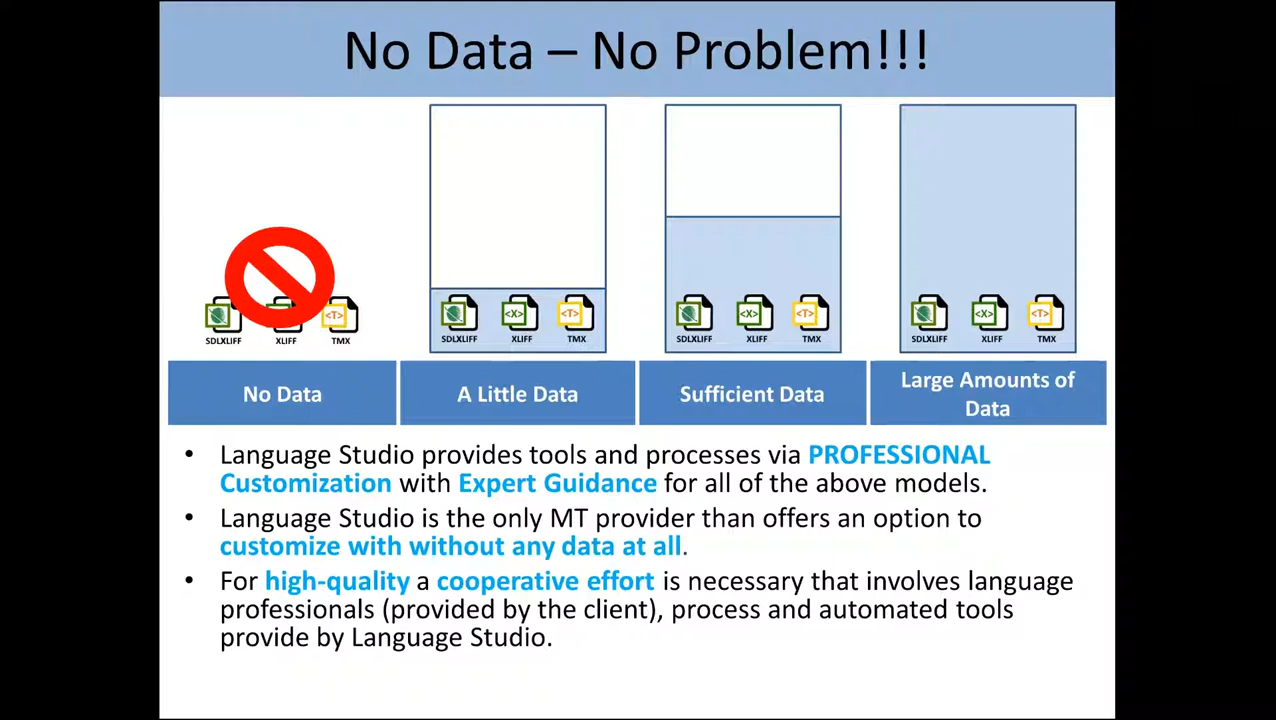 No Data – No Problem!!!
SDLXLIFF XLIFF TMX
SDLXLIFF XLIFF TMX
SDLXLIFF XLIFF TMX
SDLXLIFF XLIFF TMX
No Data
A Little Data
Sufficient Data
Large Amounts of
Data
• Language Studio provides tools and processes via PROFESSIONAL
Customization with Expert Guidance for all of the above models.
• Language Studio is the only MT provider than offers an option to
customize with without any data at all.
• For high-quality a cooperative effort is necessary that involves language
professionals (provided by the client), process and automated tools
provide by Language Studio.